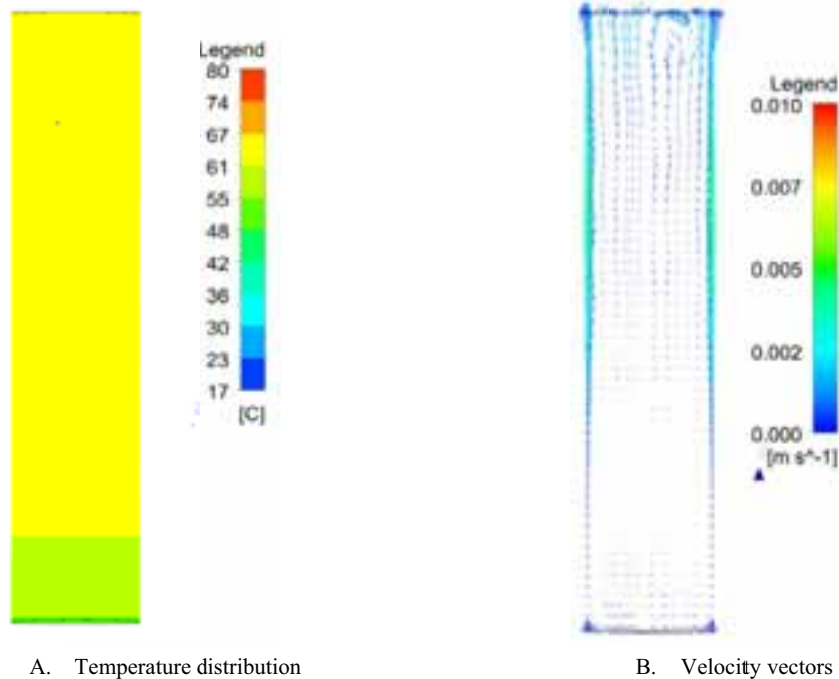 Legend
80
74
67
61
55
48
42
36
30
23
17
[C]
Legend
0.010
0.007
0.005
0.002
0.000
[m s^-1]
A. Temperature distribution
B. Velocity vectors